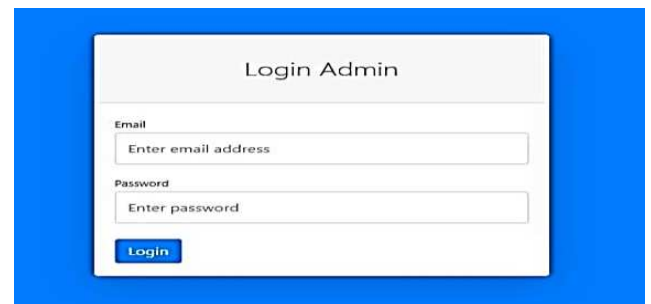 Login Admin
Email
Enter email address
Password
Enter password
Login